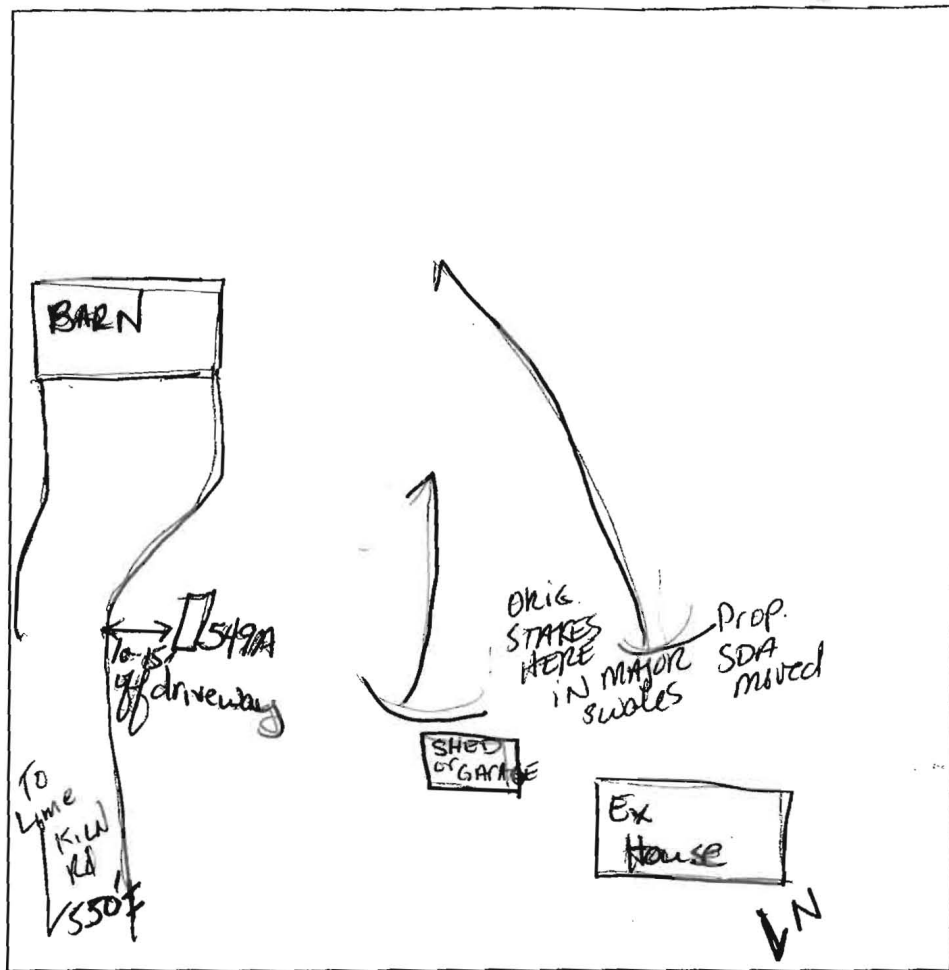 BARN
549A
10-15'
off driveway
ORIG.
STAKES
HERE
IN MAJOR
swales
Prop.
SDA
moved
SHED
or GARAGE
Ex
House
TO
Lime
KILN
Rd
550'±
N